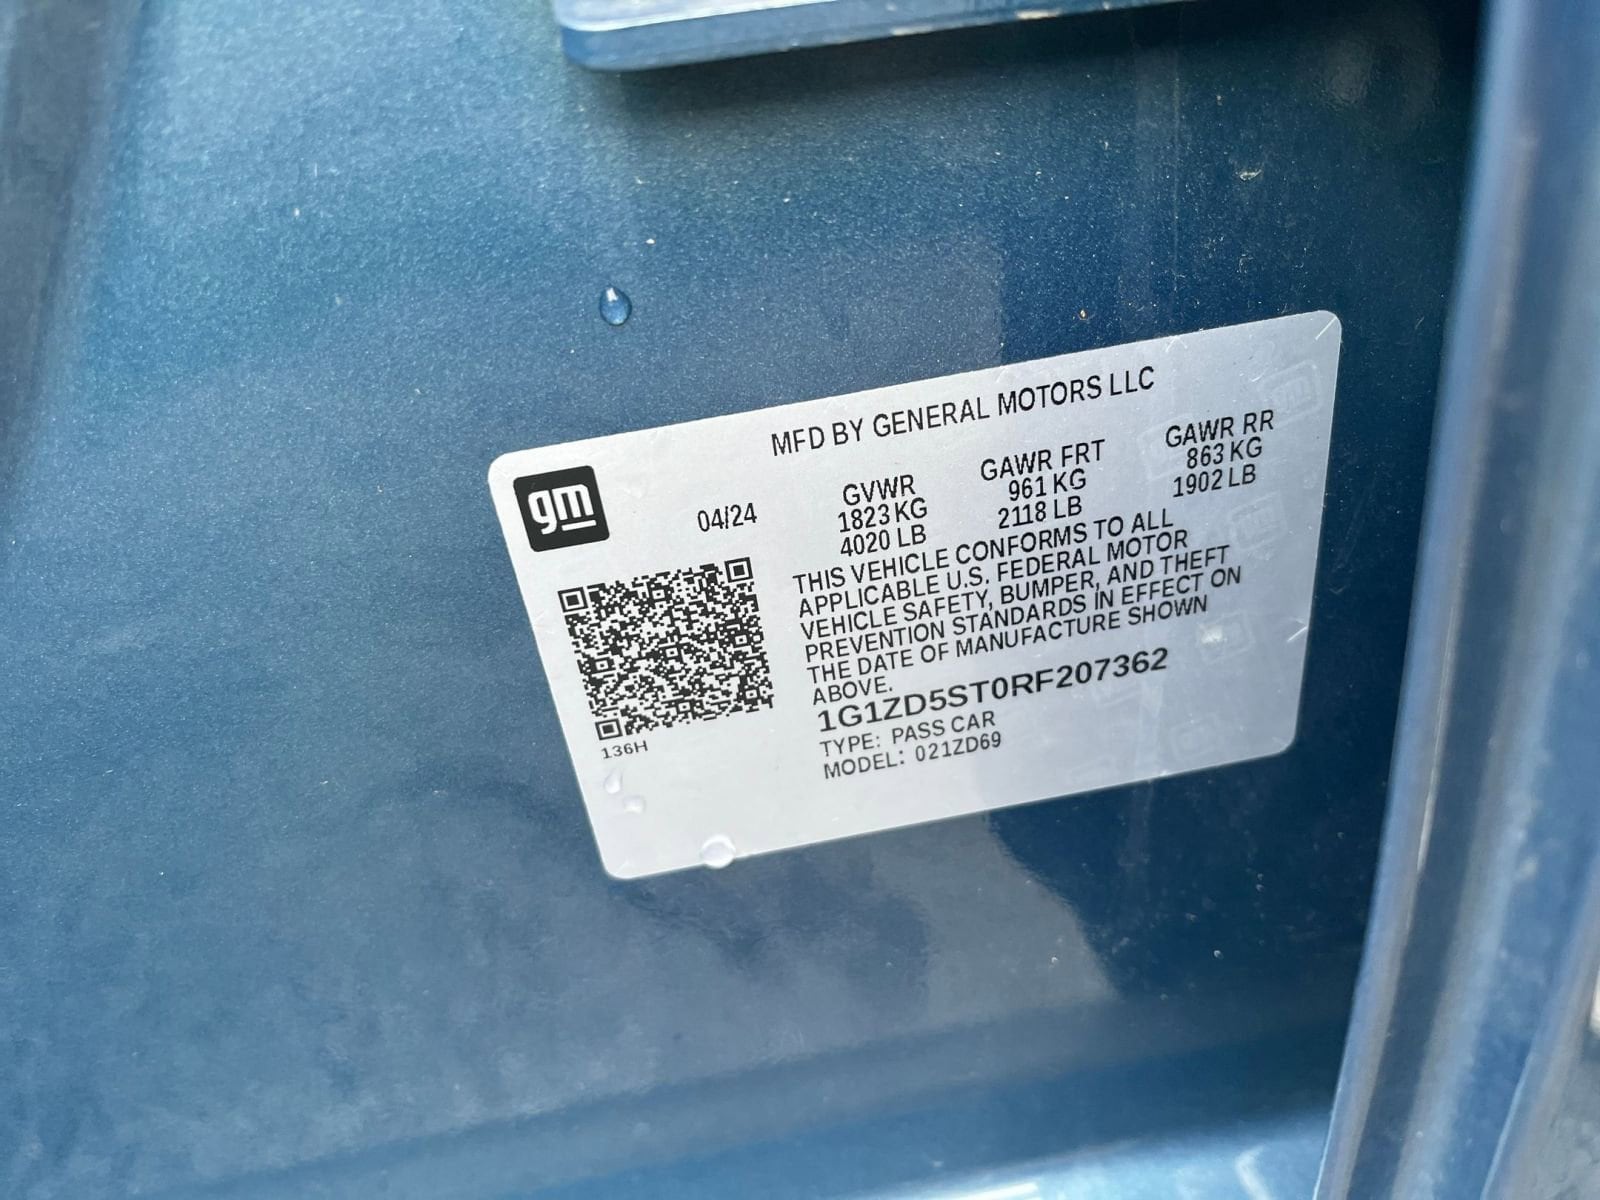 MFD BY GENERAL MOTORS LLC
gm
04/24
GVWR
1823 KG
4020 LB
GAWR FRT
961 KG
2118 LB
GAWR RR
863 KG
1902 LB
THIS VEHICLE CONFORMS TO ALL
APPLICABLE U.S. FEDERAL MOTOR
VEHICLE SAFETY, BUMPER, AND THEFT
PREVENTION STANDARDS IN EFFECT ON
THE DATE OF MANUFACTURE SHOWN
ABOVE.
1G1ZD5ST0RF207362
TYPE: PASS CAR
MODEL: 021ZD69
136H